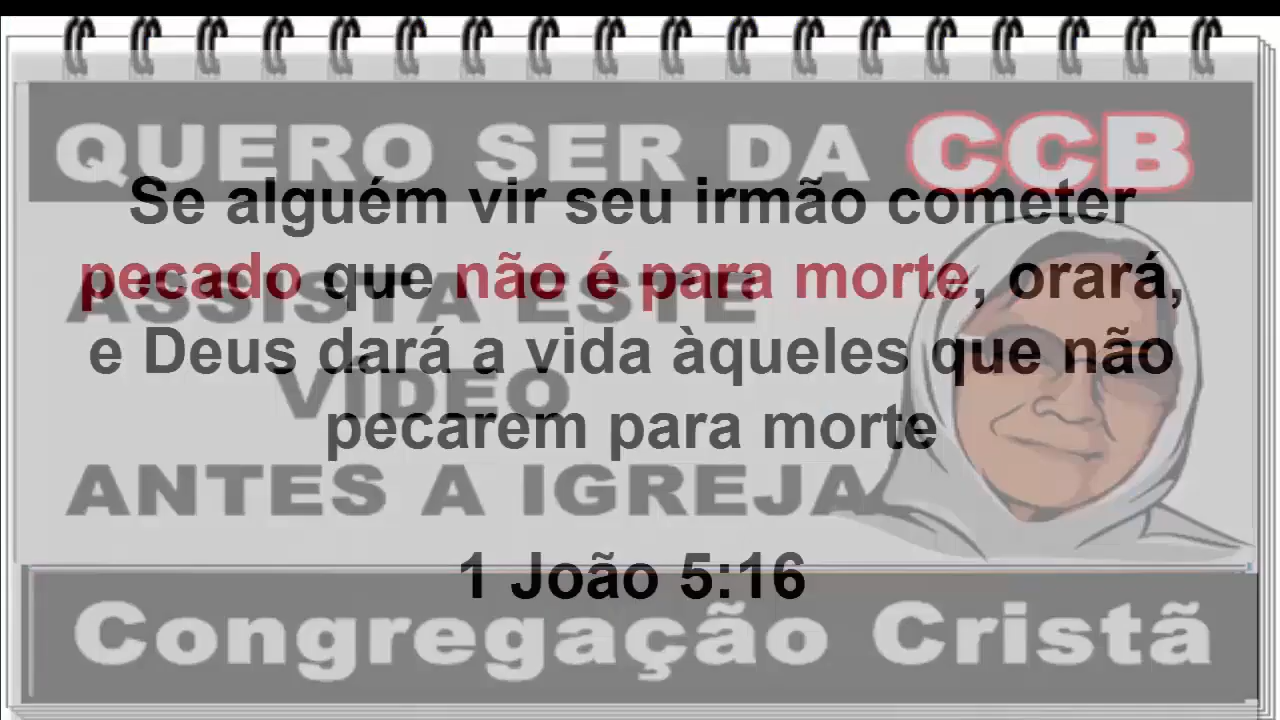 QUERO SER DA CCB
Se alguém vir seu irmão cometer
pecado que não é para morte, orará,
ASSISTA ESTE
e Deus dará a vida àqueles que não
VÍDEO
pecarem para morte
ANTES A IGREJA
1 João 5:16
Congregação Cristã